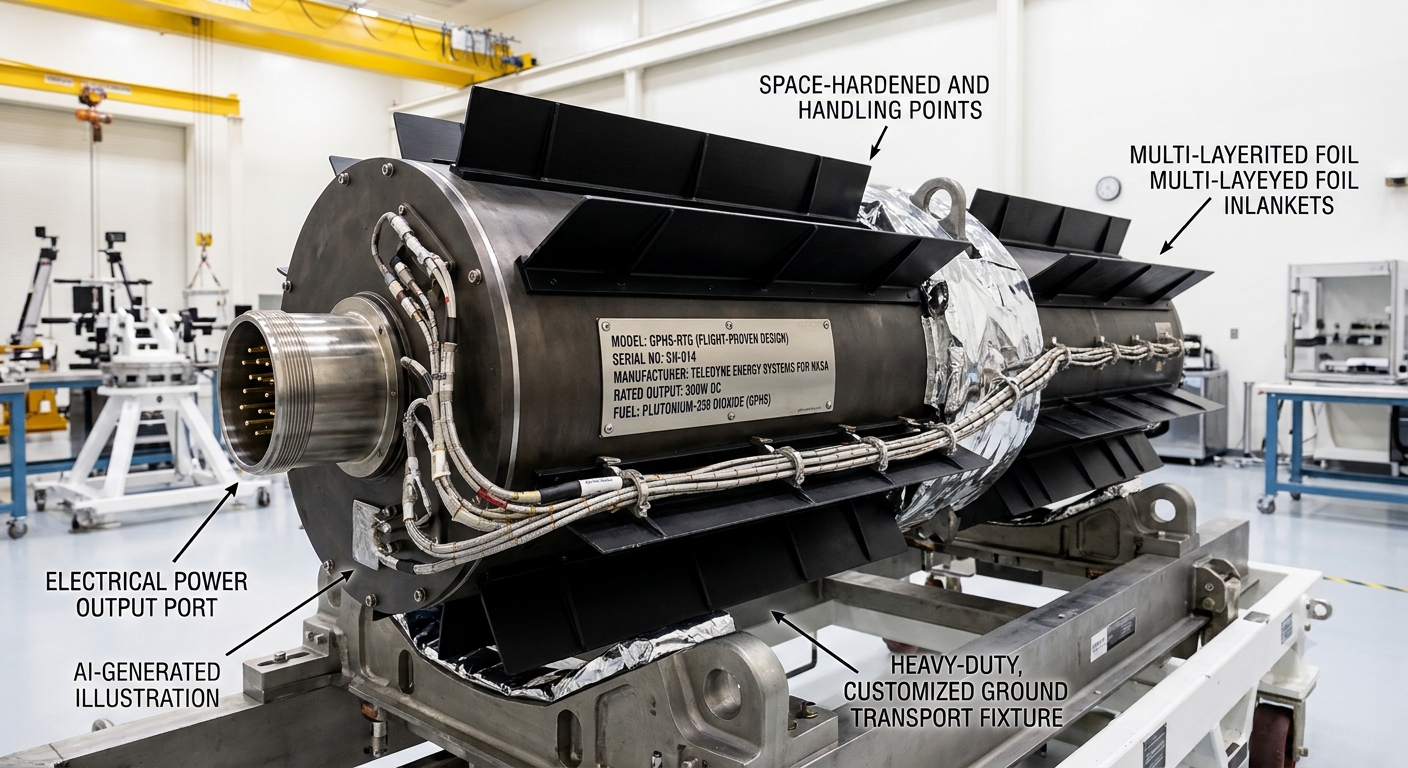 SPACE-HARDENED AND
HANDLING POINTS
MULTI-LAYERITED FOIL
MULTI-LAYEYED FOIL
INLANKETS
MODEL: GPHS-RTG (FLIGHT-PROVEN DESIGN)
SERIAL NO: SN-014
MANUFACTURER: TELEDYNE ENERGY SYSTEMS FOR NXSA
RATED OUTPUT: 300W DC
FUEL: PLUTONIUM-258 DIOXIDE (GPHS)
ELECTRICAL POWER
OUTPUT PORT
AI-GENERATED
ILLUSTRATION
HEAVY-DUTY,
CUSTOMIZED GROUND
TRANSPORT FIXTURE